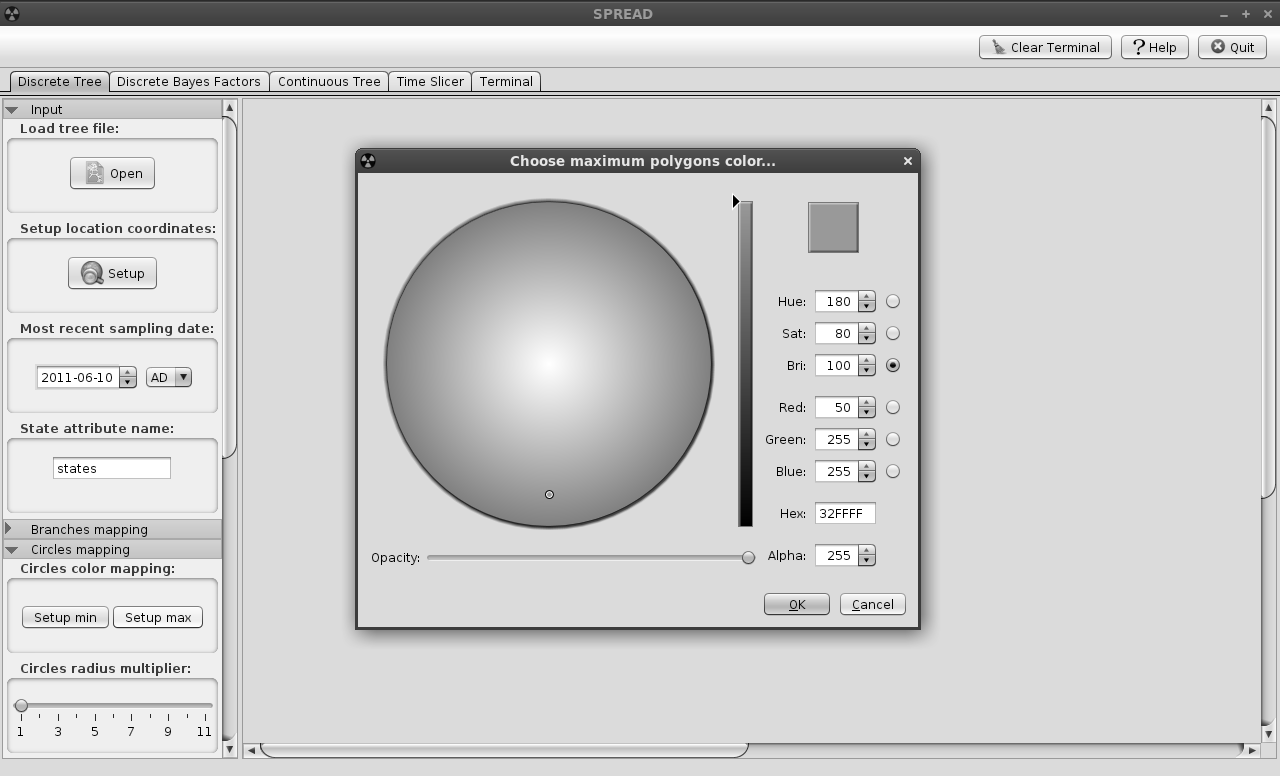 SPREAD
Clear Terminal
Help
Quit
Discrete Tree
Discrete Bayes Factors
Continuous Tree
Time Slicer
Terminal
Input
Load tree file:
Open
Setup location coordinates:
Setup
Most recent sampling date:
2011-06-10
AD
State attribute name:
states
Branches mapping
Circles mapping
Circles color mapping:
Setup min
Setup max
Circles radius multiplier:
1 3 5 7 9 11
Choose maximum polygons color...
Hue: 180
Sat: 80
Bri: 100
Red: 50
Green: 255
Blue: 255
Hex: 32FFFF
Opacity:
Alpha: 255
OK
Cancel